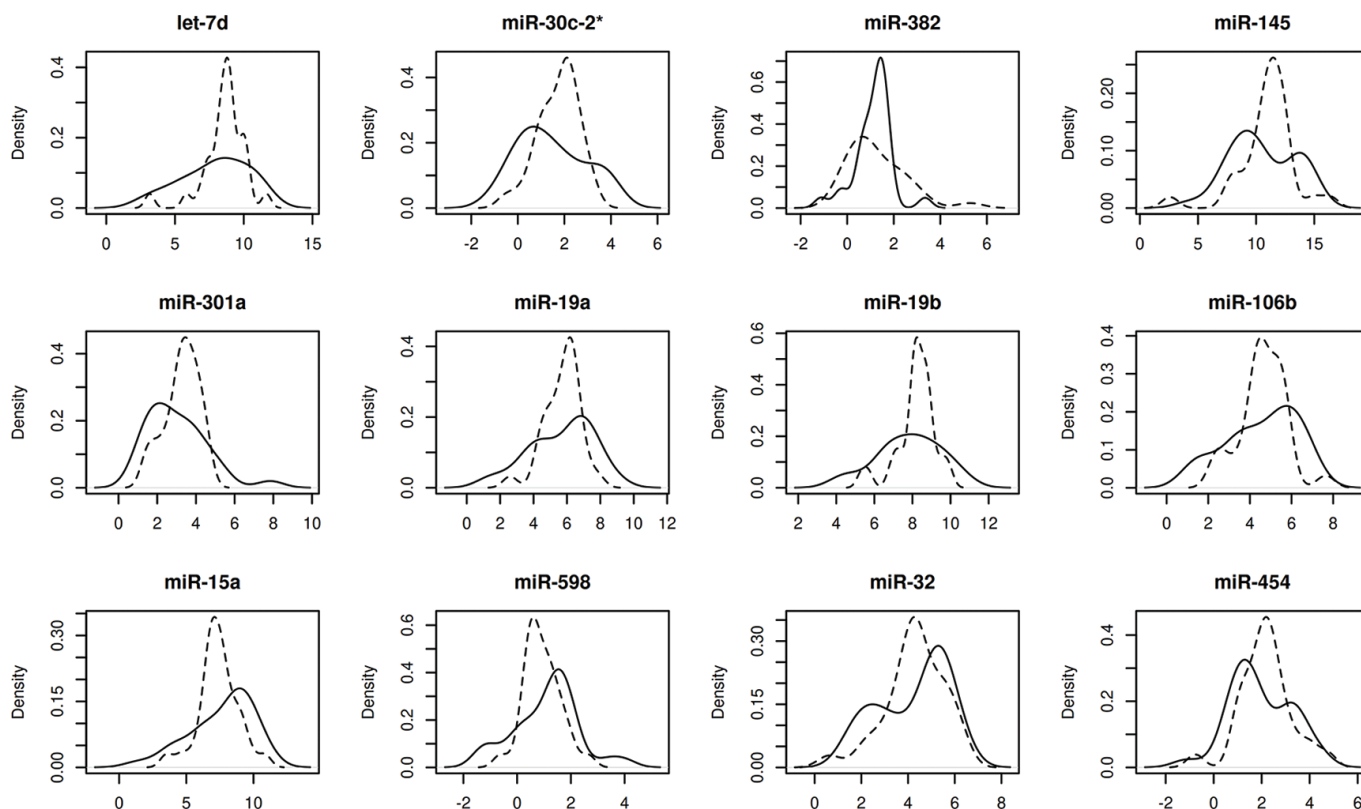 let-7d
miR-30c-2*
miR-382
miR-145
Density
0.0 0.2 0.4
0 5 10 15
Density
0.0 0.2 0.4
-2 0 2 4 6
Density
0.0 0.2 0.4 0.6
-2 0 2 4 6
Density
0.00 0.10 0.20
0 5 10 15
miR-301a
miR-19a
miR-19b
miR-106b
Density
0.0 0.2 0.4
0 2 4 6 8 10
Density
0.0 0.2 0.4
0 2 4 6 8 10 12
Density
0.0 0.2 0.4 0.6
2 4 6 8 10 12
Density
0.0 0.1 0.2 0.3 0.4
0 2 4 6 8
miR-15a
miR-598
miR-32
miR-454
Density
0.00 0.15 0.30
0 5 10
Density
0.0 0.2 0.4 0.6
-2 0 2 4
Density
0.00 0.15 0.30
0 2 4 6 8
Density
0.0 0.2 0.4
-2 0 2 4 6